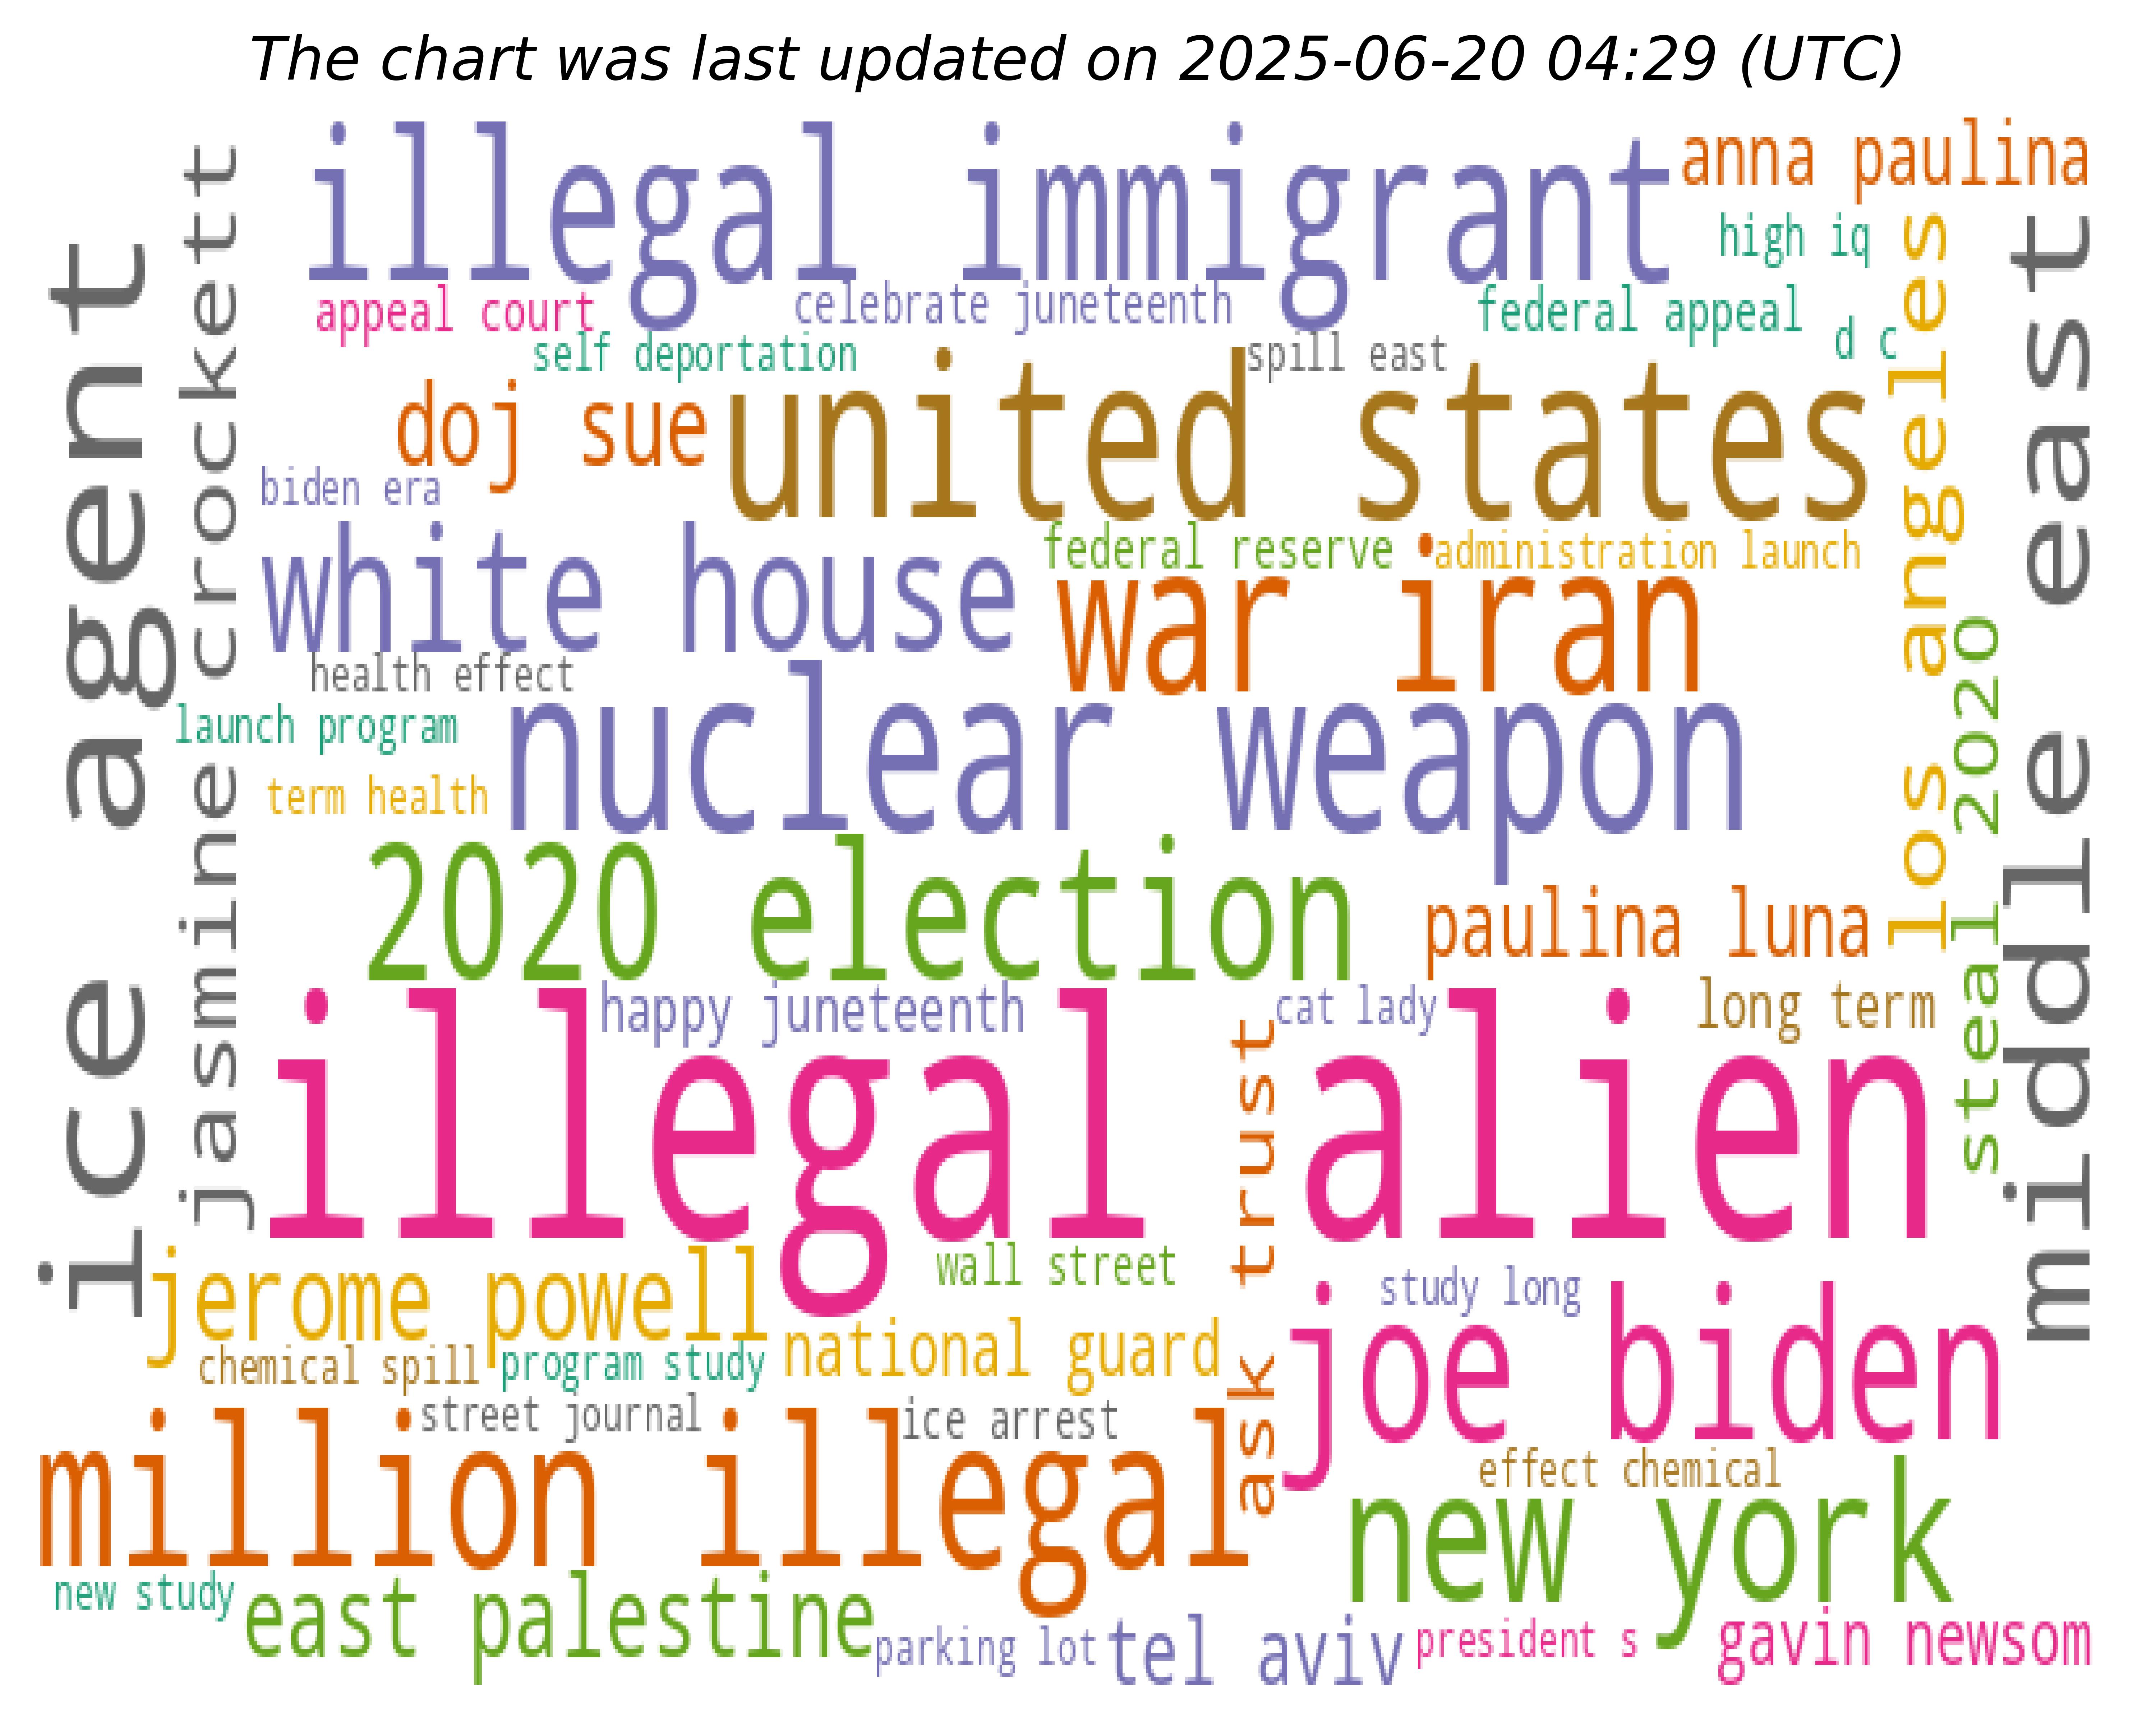 The chart was last updated on 2025-06-20 04:29 (UTC)
illegal immigrant
anna paulina
high iq
appeal court
celebrate juneteenth
federal appeal
d c
self deportation
spill east
doj sue
united states
biden era
white house
federal reserve
administration launch
war iran
health effect
launch program
nuclear weapon
term health
2020 election
paulina luna
happy juneteenth
cat lady
long term
illegal alien
jerome powell
wall street
study long
chemical spill
program study
national guard
joe biden
street journal
ice arrest
million illegal
effect chemical
new york
new study
east palestine
parking lot
tel aviv
president s
gavin newsom
ice agent
jasmine crockett
ask trust
los angeles
steal 2020
middle east